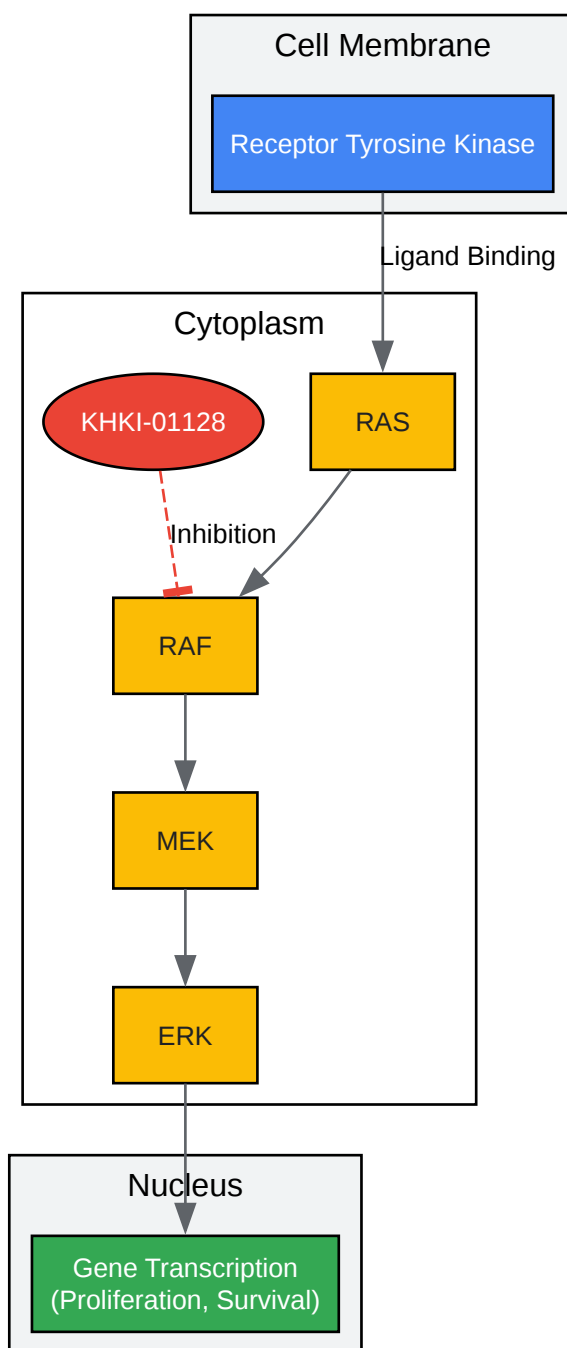 Cell Membrane
Receptor Tyrosine Kinase
Ligand Binding
Cytoplasm
KHKI-01128
RAS
Inhibition
RAF
MEK
ERK
Nucleus
Gene Transcription
(Proliferation, Survival)